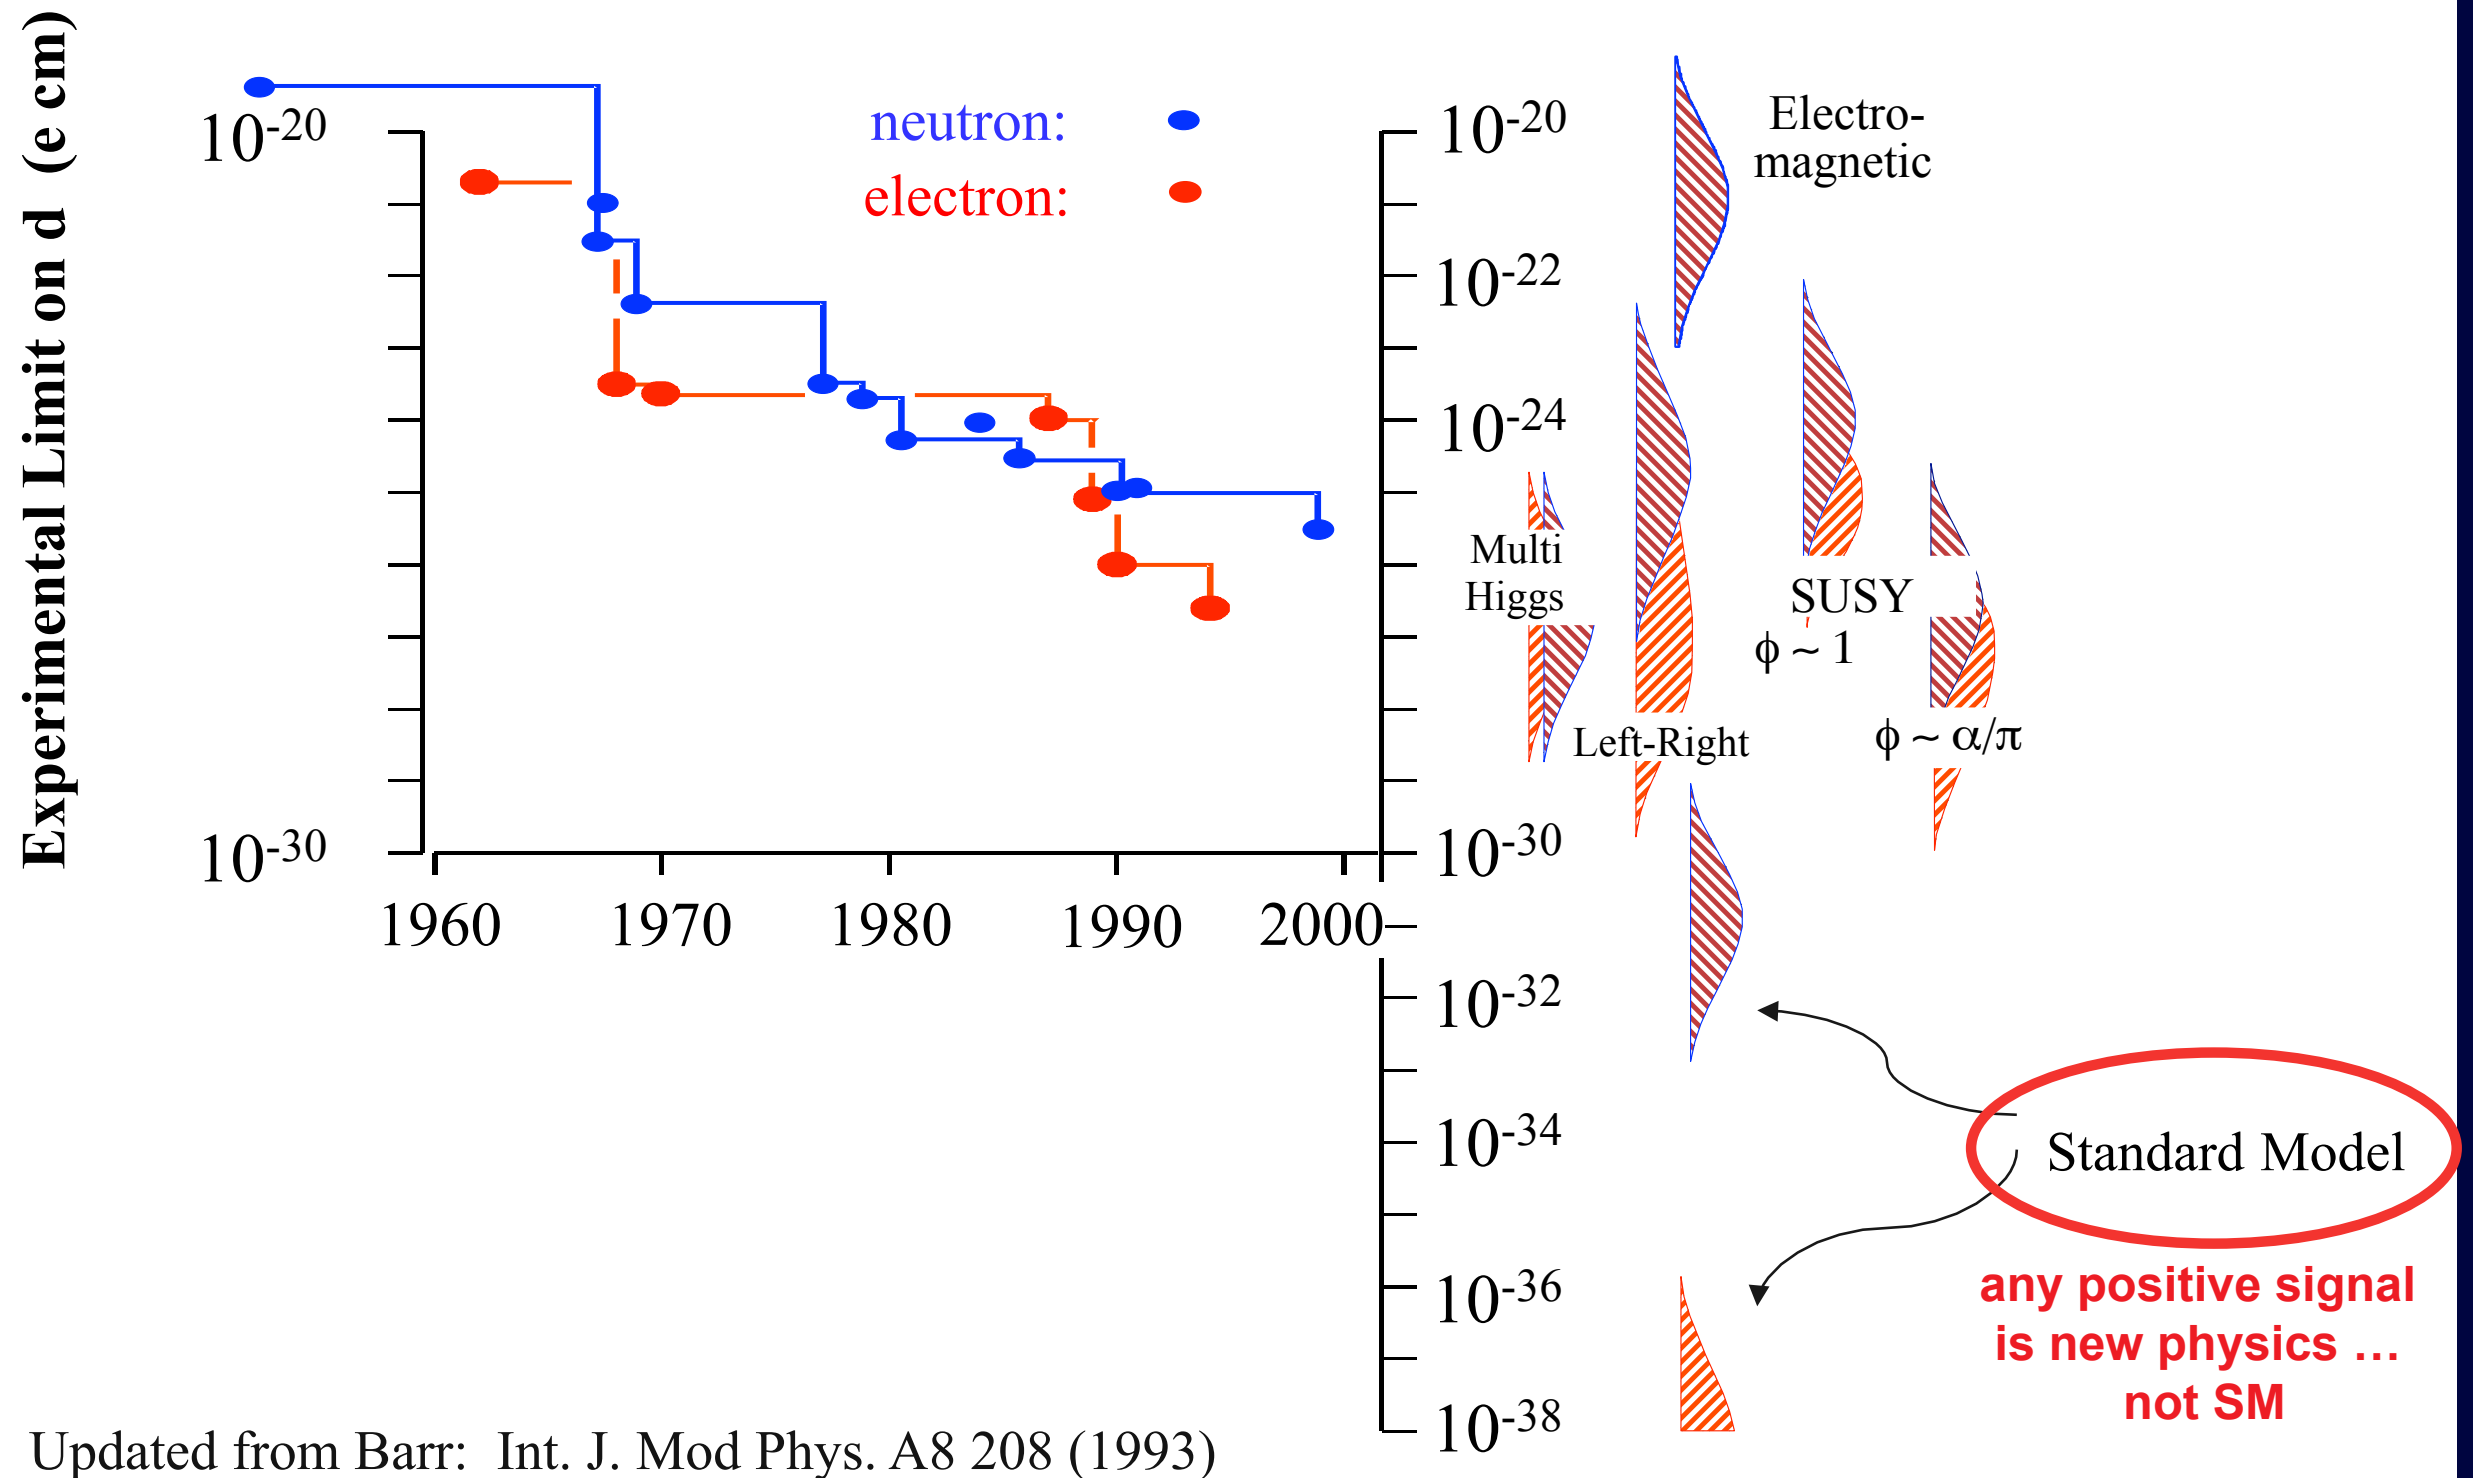 Experimental Limit on d (e cm)
10-20
10-30
neutron:
electron:
1960
1970
1980
1990
2000
10-20
10-22
10-24
10-30
10-32
10-34
10-36
10-38
Electro-
magnetic
Multi
Higgs
SUSY
ϕ ~ 1
Left-Right
ϕ ~ α/π
Standard Model
any positive signal
is new physics …
not SM
Updated from Barr: Int. J. Mod Phys. A8 208 (1993)